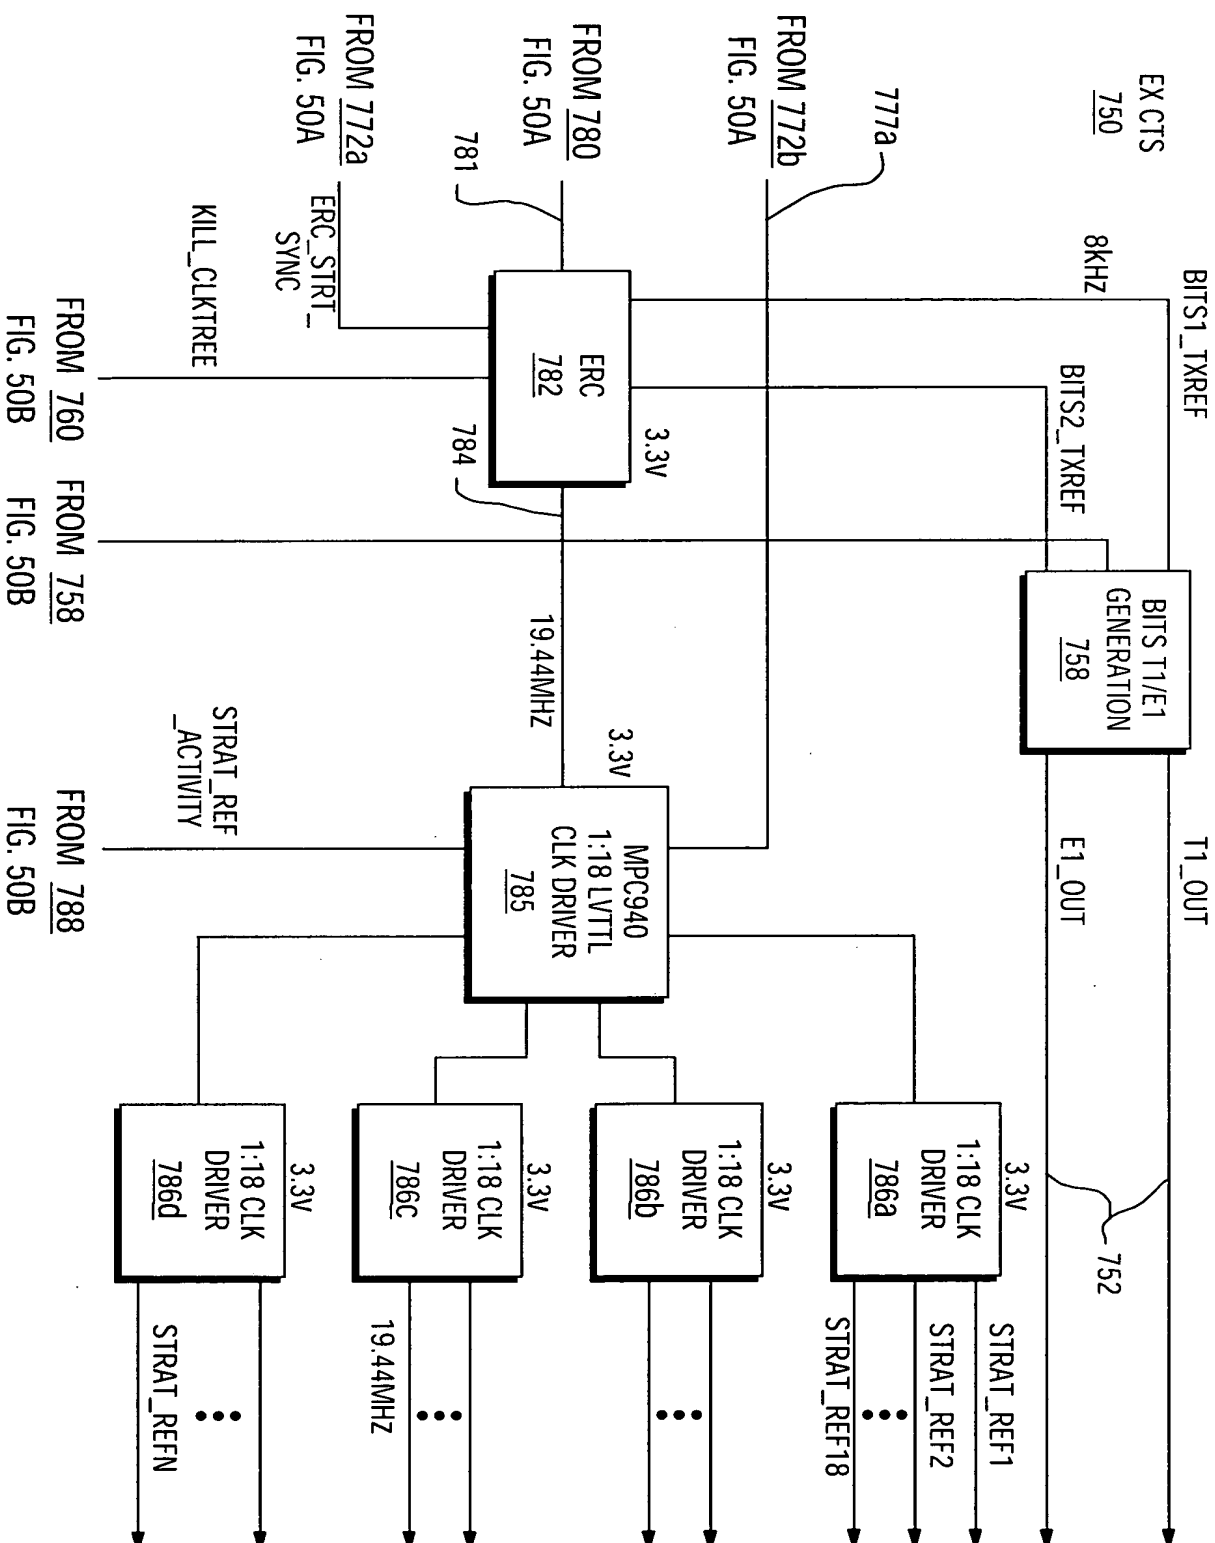 EX CTS
750
BITS1_TXREF
8kHz
BITS2_TXREF
BITS T1/E1
GENERATION
758
T1_OUT
E1_OUT
752
777a
FROM 772b
FIG. 50A
FROM 780
FIG. 50A
781
FROM 772a
FIG. 50A
ERC_STRT_
SYNC
KILL_CLKTREE
FROM 760
FIG. 50B
ERC
782
3.3V
784
19.44MHz
FROM 758
FIG. 50B
3.3V
MPC940
1:18 LVTTL
CLK DRIVER
785
STRAT_REF
_ACTIVITY
FROM 788
FIG. 50B
3.3V
1:18 CLK
DRIVER
786a
STRAT_REF1
STRAT_REF2
STRAT_REF18
3.3V
1:18 CLK
DRIVER
786b
3.3V
1:18 CLK
DRIVER
786c
19.44MHz
3.3V
1:18 CLK
DRIVER
786d
STRAT_REFN